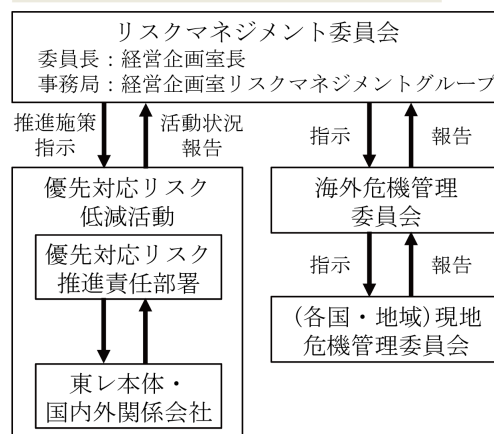 リスクマネジメント委員会
委員長：経営企画室長
事務局：経営企画室リスクマネジメントグループ
推進施策
指示
活動状況
報告
指示
報告
優先対応リスク
低減活動
優先対応リスク
推進責任部署
東レ本体・
国内外関係会社
海外危機管理
委員会
指示
報告
(各国・地域)現地
危機管理委員会